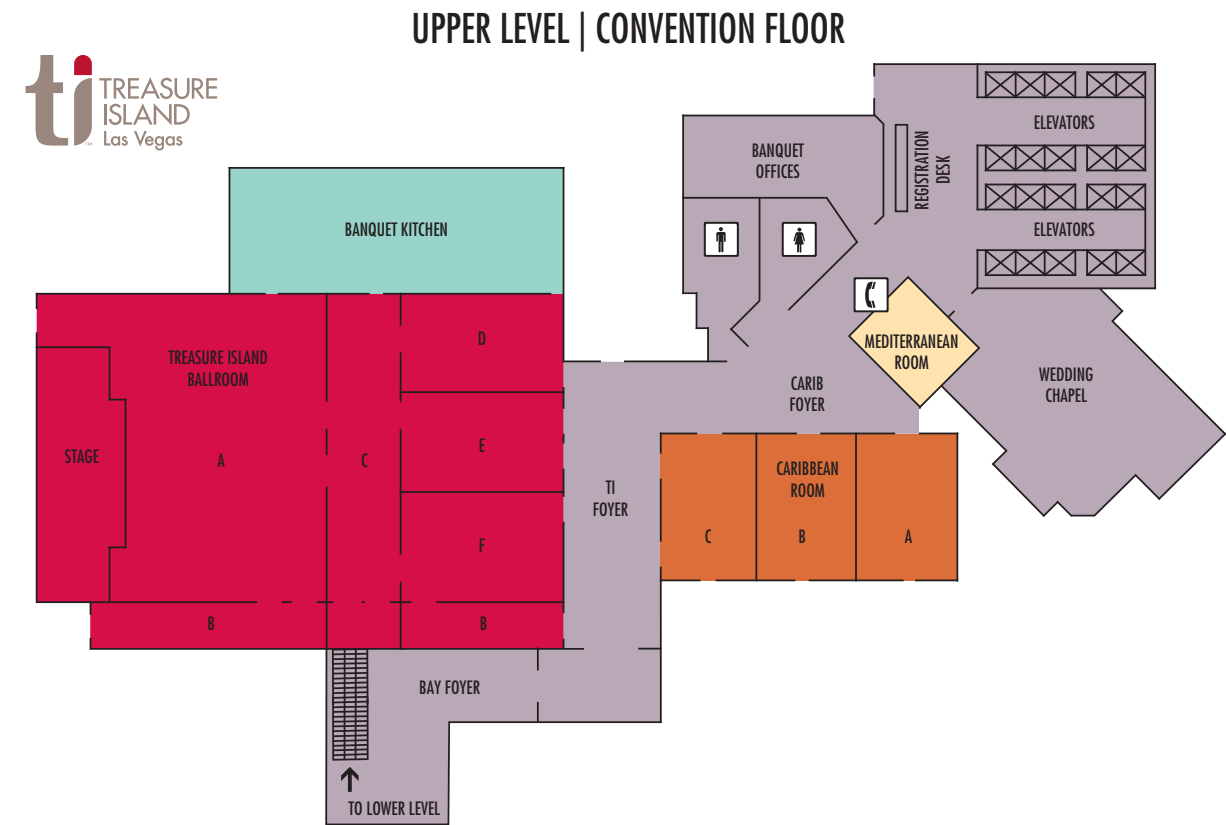 UPPER LEVEL | CONVENTION FLOOR
ti
TREASURE
ISLAND
Las Vegas
™
ELEVATORS
BANQUET
OFFICES
REGISTRATION
DESK
BANQUET KITCHEN
ELEVATORS
D
TREASURE ISLAND
BALLROOM
MEDITERRANEAN
ROOM
WEDDING
CHAPEL
CARIB
FOYER
STAGE
A
C
E
CARIBBEAN
ROOM
TI
FOYER
F
C
B
A
B
B
BAY FOYER
TO LOWER LEVEL